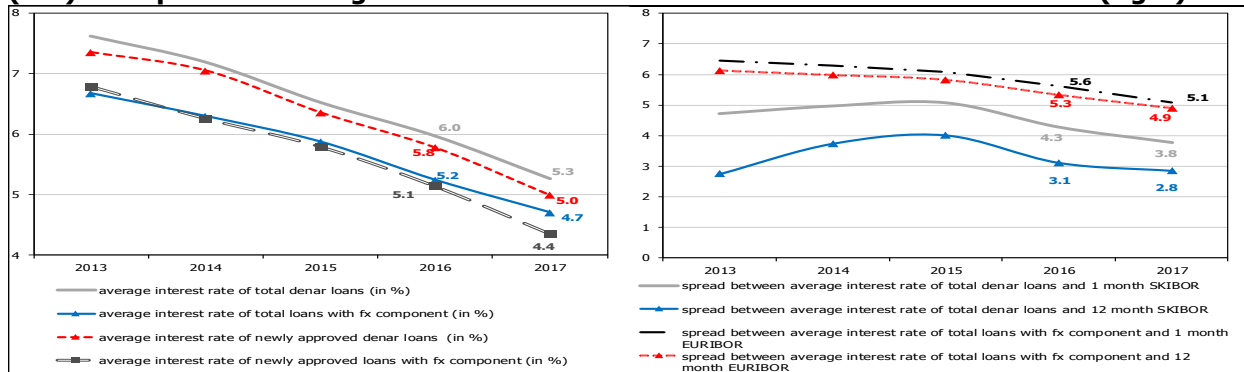 8
7
6
5
4
6.0
5.8
5.2
5.1
5.3
5.0
4.7
4.4
2013 2014 2015 2016 2017
average interest rate of total denar loans (in %)
average interest rate of total loans with fx component (in %)
average interest rate of newly approved denar loans (in %)
average interest rate of newly approved loans with fx component (in %)
8
7
6
5
4
3
2
1
0
5.6
5.3
4.3
3.1
5.1
4.9
3.8
2.8
2013 2014 2015 2016 2017
spread between average interest rate of total denar loans and 1 month SKIBOR
spread between average interest rate of total denar loans and 12 month SKIBOR
spread between average interest rate of total loans with fx component and 1 month
EURIBOR
spread between average interest rate of total loans with fx component and 12
month EURIBOR